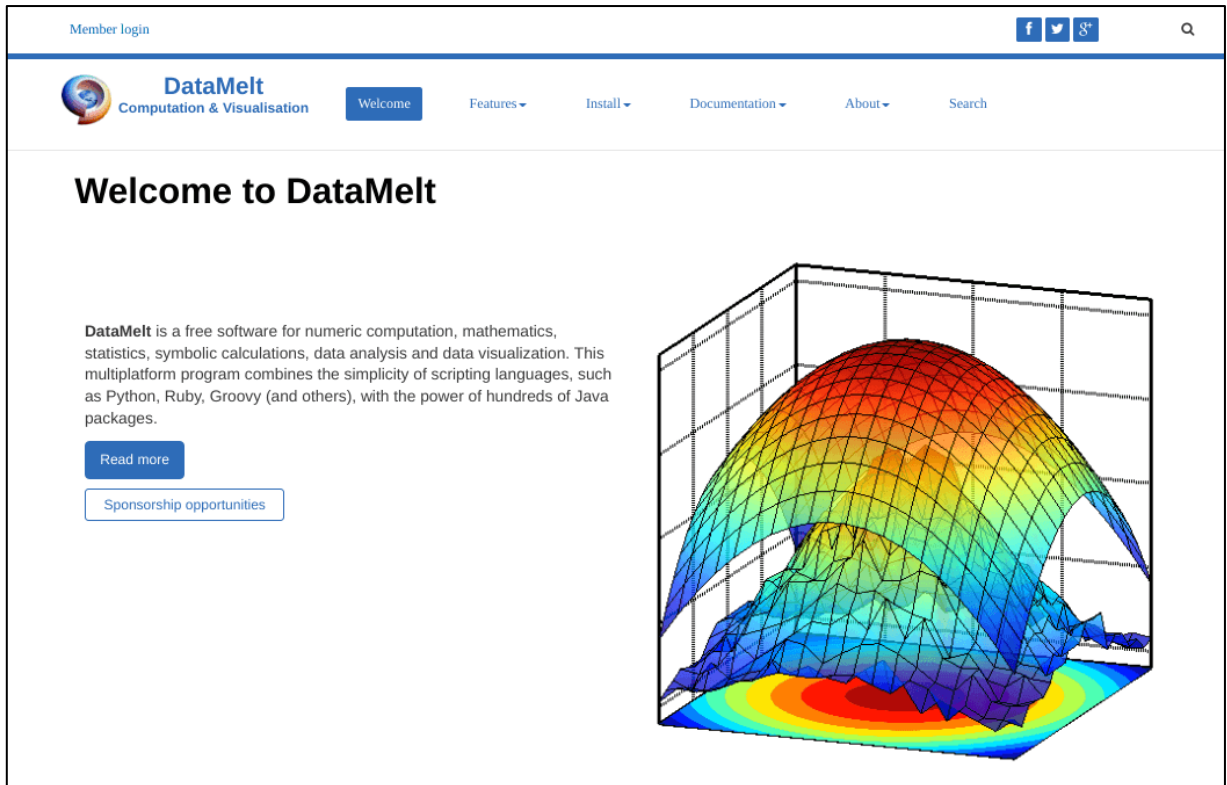 Member login
f
g+
DataMelt
Computation & Visualisation
Welcome
Features
Install
Documentation
About
Search
Welcome to DataMelt
DataMelt is a free software for numeric computation, mathematics,
statistics, symbolic calculations, data analysis and data visualization. This
multiplatform program combines the simplicity of scripting languages, such
as Python, Ruby, Groovy (and others), with the power of hundreds of Java
packages.
Read more
Sponsorship opportunities